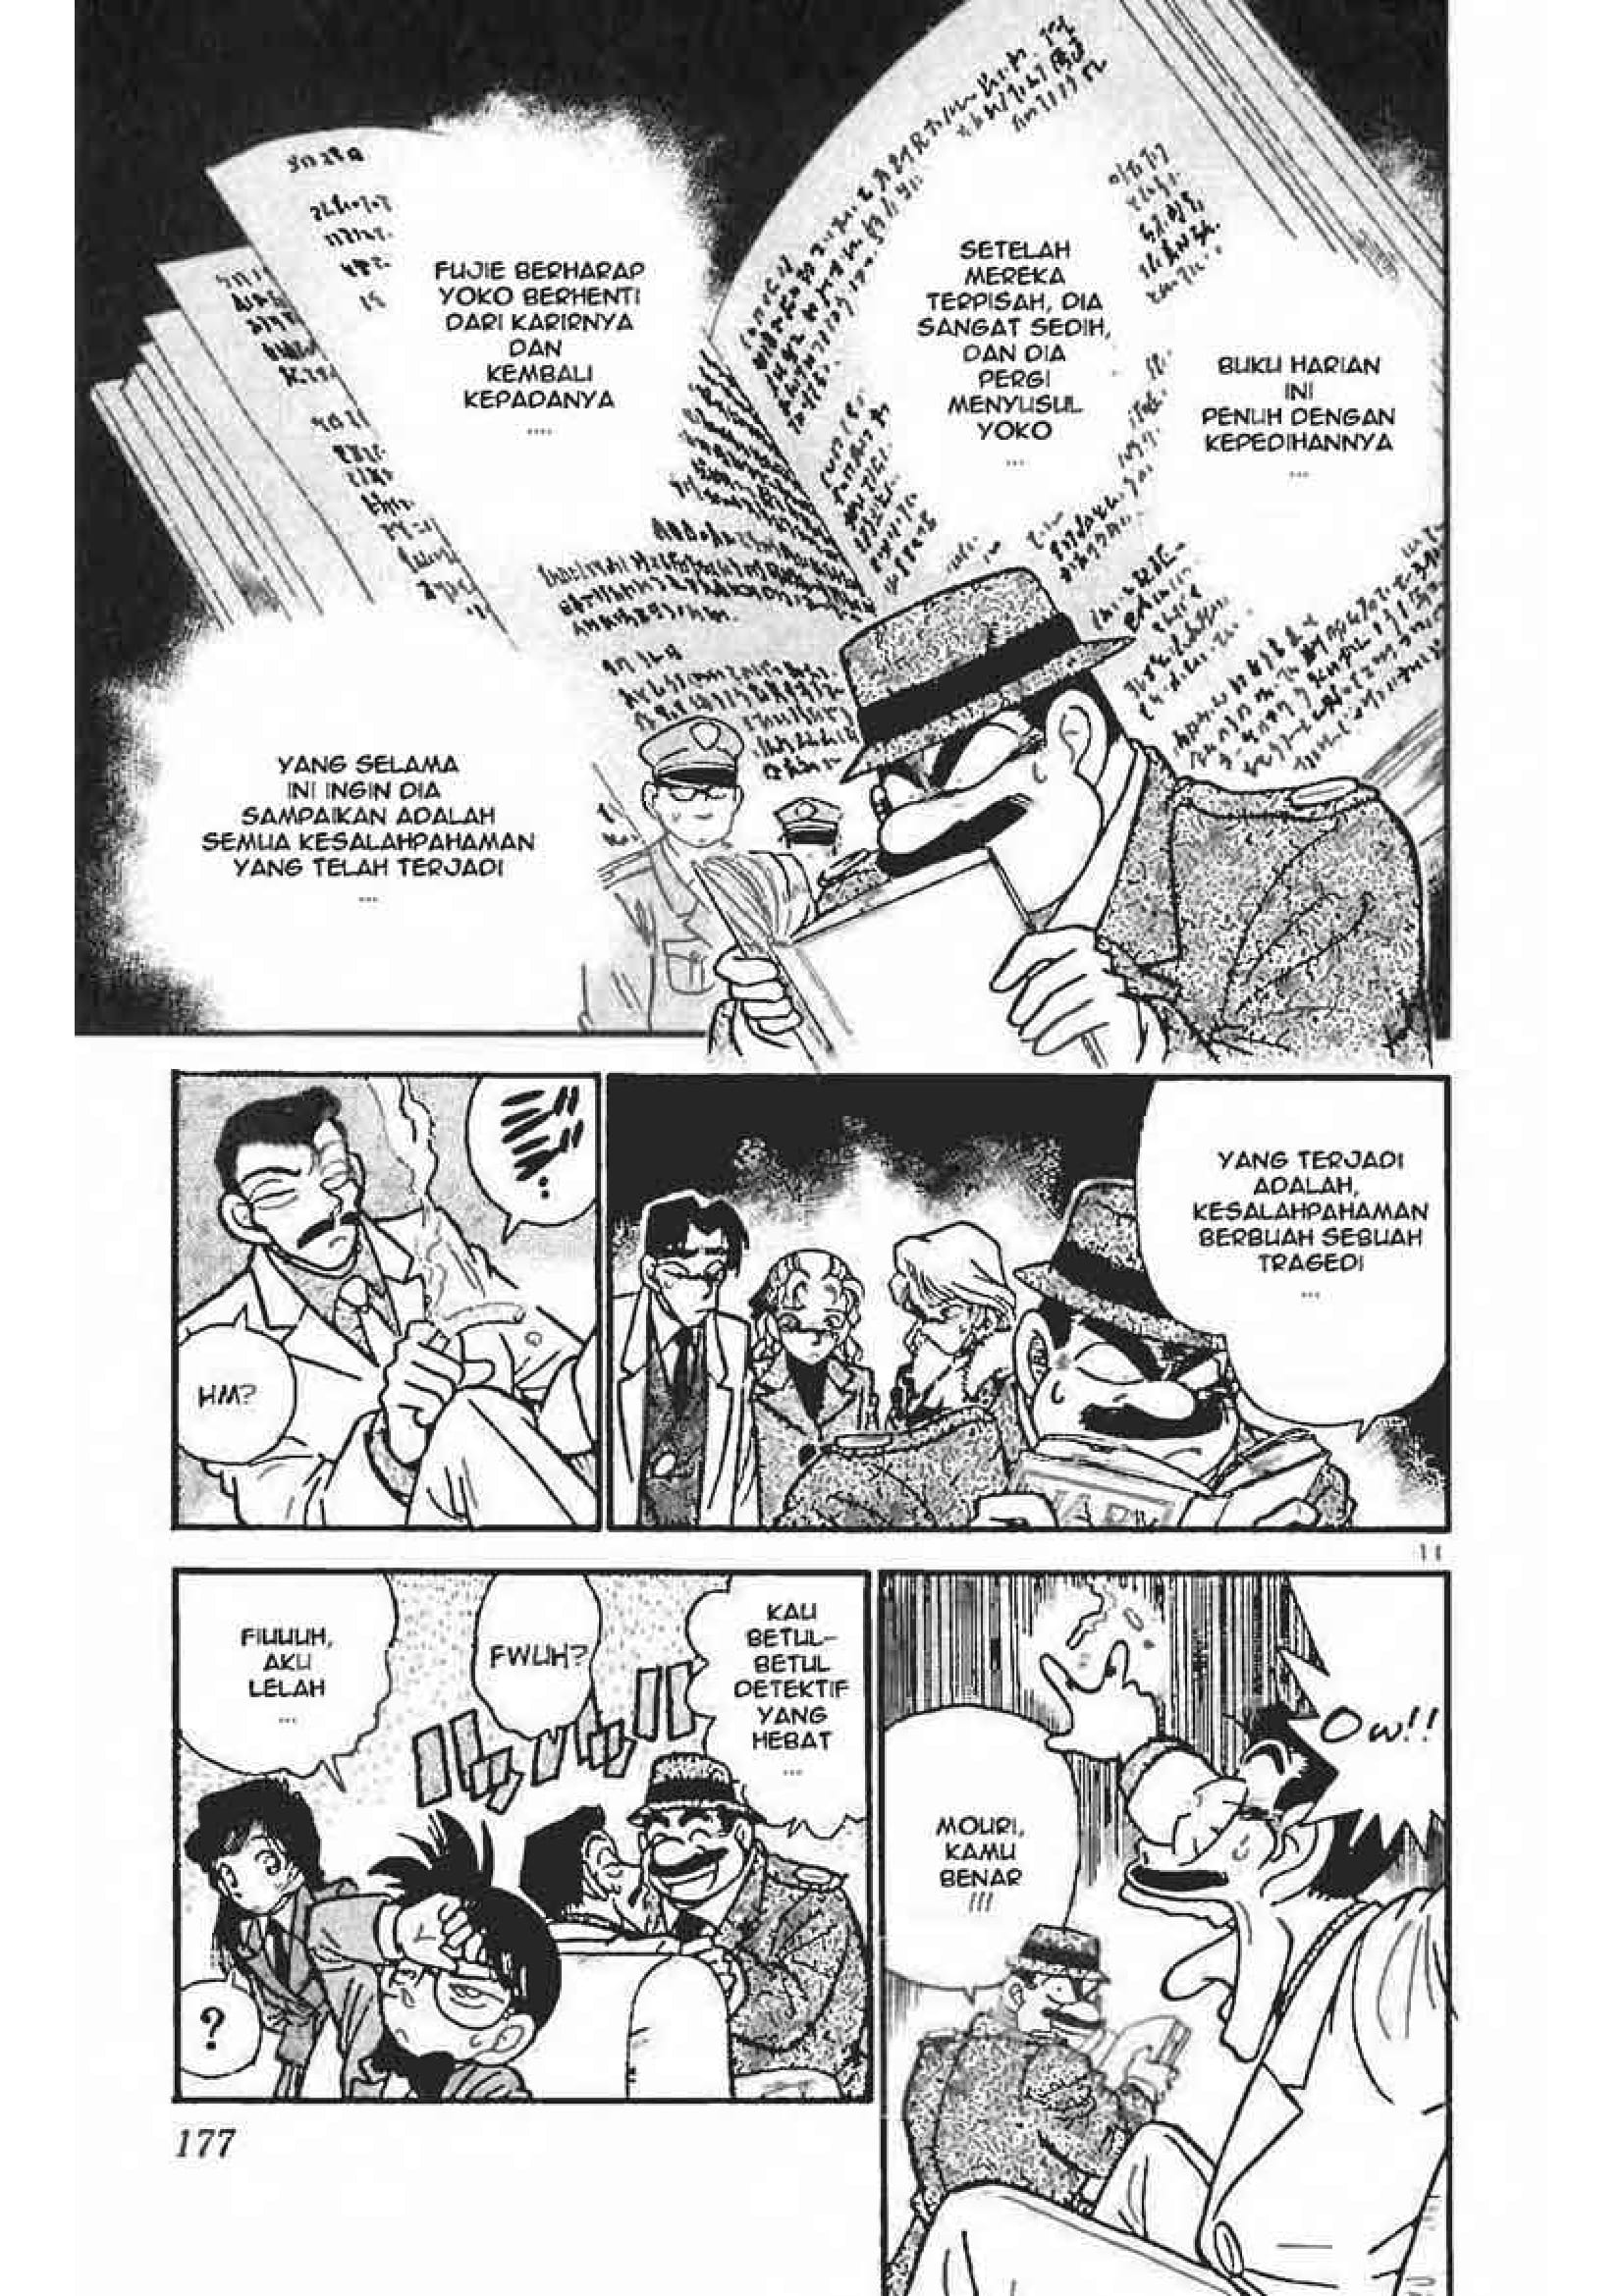 BUKU HARIAN
INI
PENUH DENGAN
KEPEDIHANNYA
...
SETELAH
MEREKA
TERPISAH, DIA
SANGAT SEDIH,
DAN DIA
PERGI
MENYUSUL
YOKO
...
FUJIE BERHARAP
YOKO BERHENTI
DARI KARIRNYA
DAN
KEMBALI
KEPADANYA
....
YANG SELAMA
INI INGIN DIA
SAMPAIKAN ADALAH
SEMUA KESALAHPAHAMAN
YANG TELAH TERJADI
...
YANG TERJADI
ADALAH,
KESALAHPAHAMAN
BERBUAH SEBUAH
TRAGEDI
...
HM?
OW!!
MOURI,
KAMU
BENAR
!!!
KAU
BETUL-
BETUL
DETEKTIF
YANG
HEBAT
...
FWUH?
FIUUUH,
AKU
LELAH
...
?
177